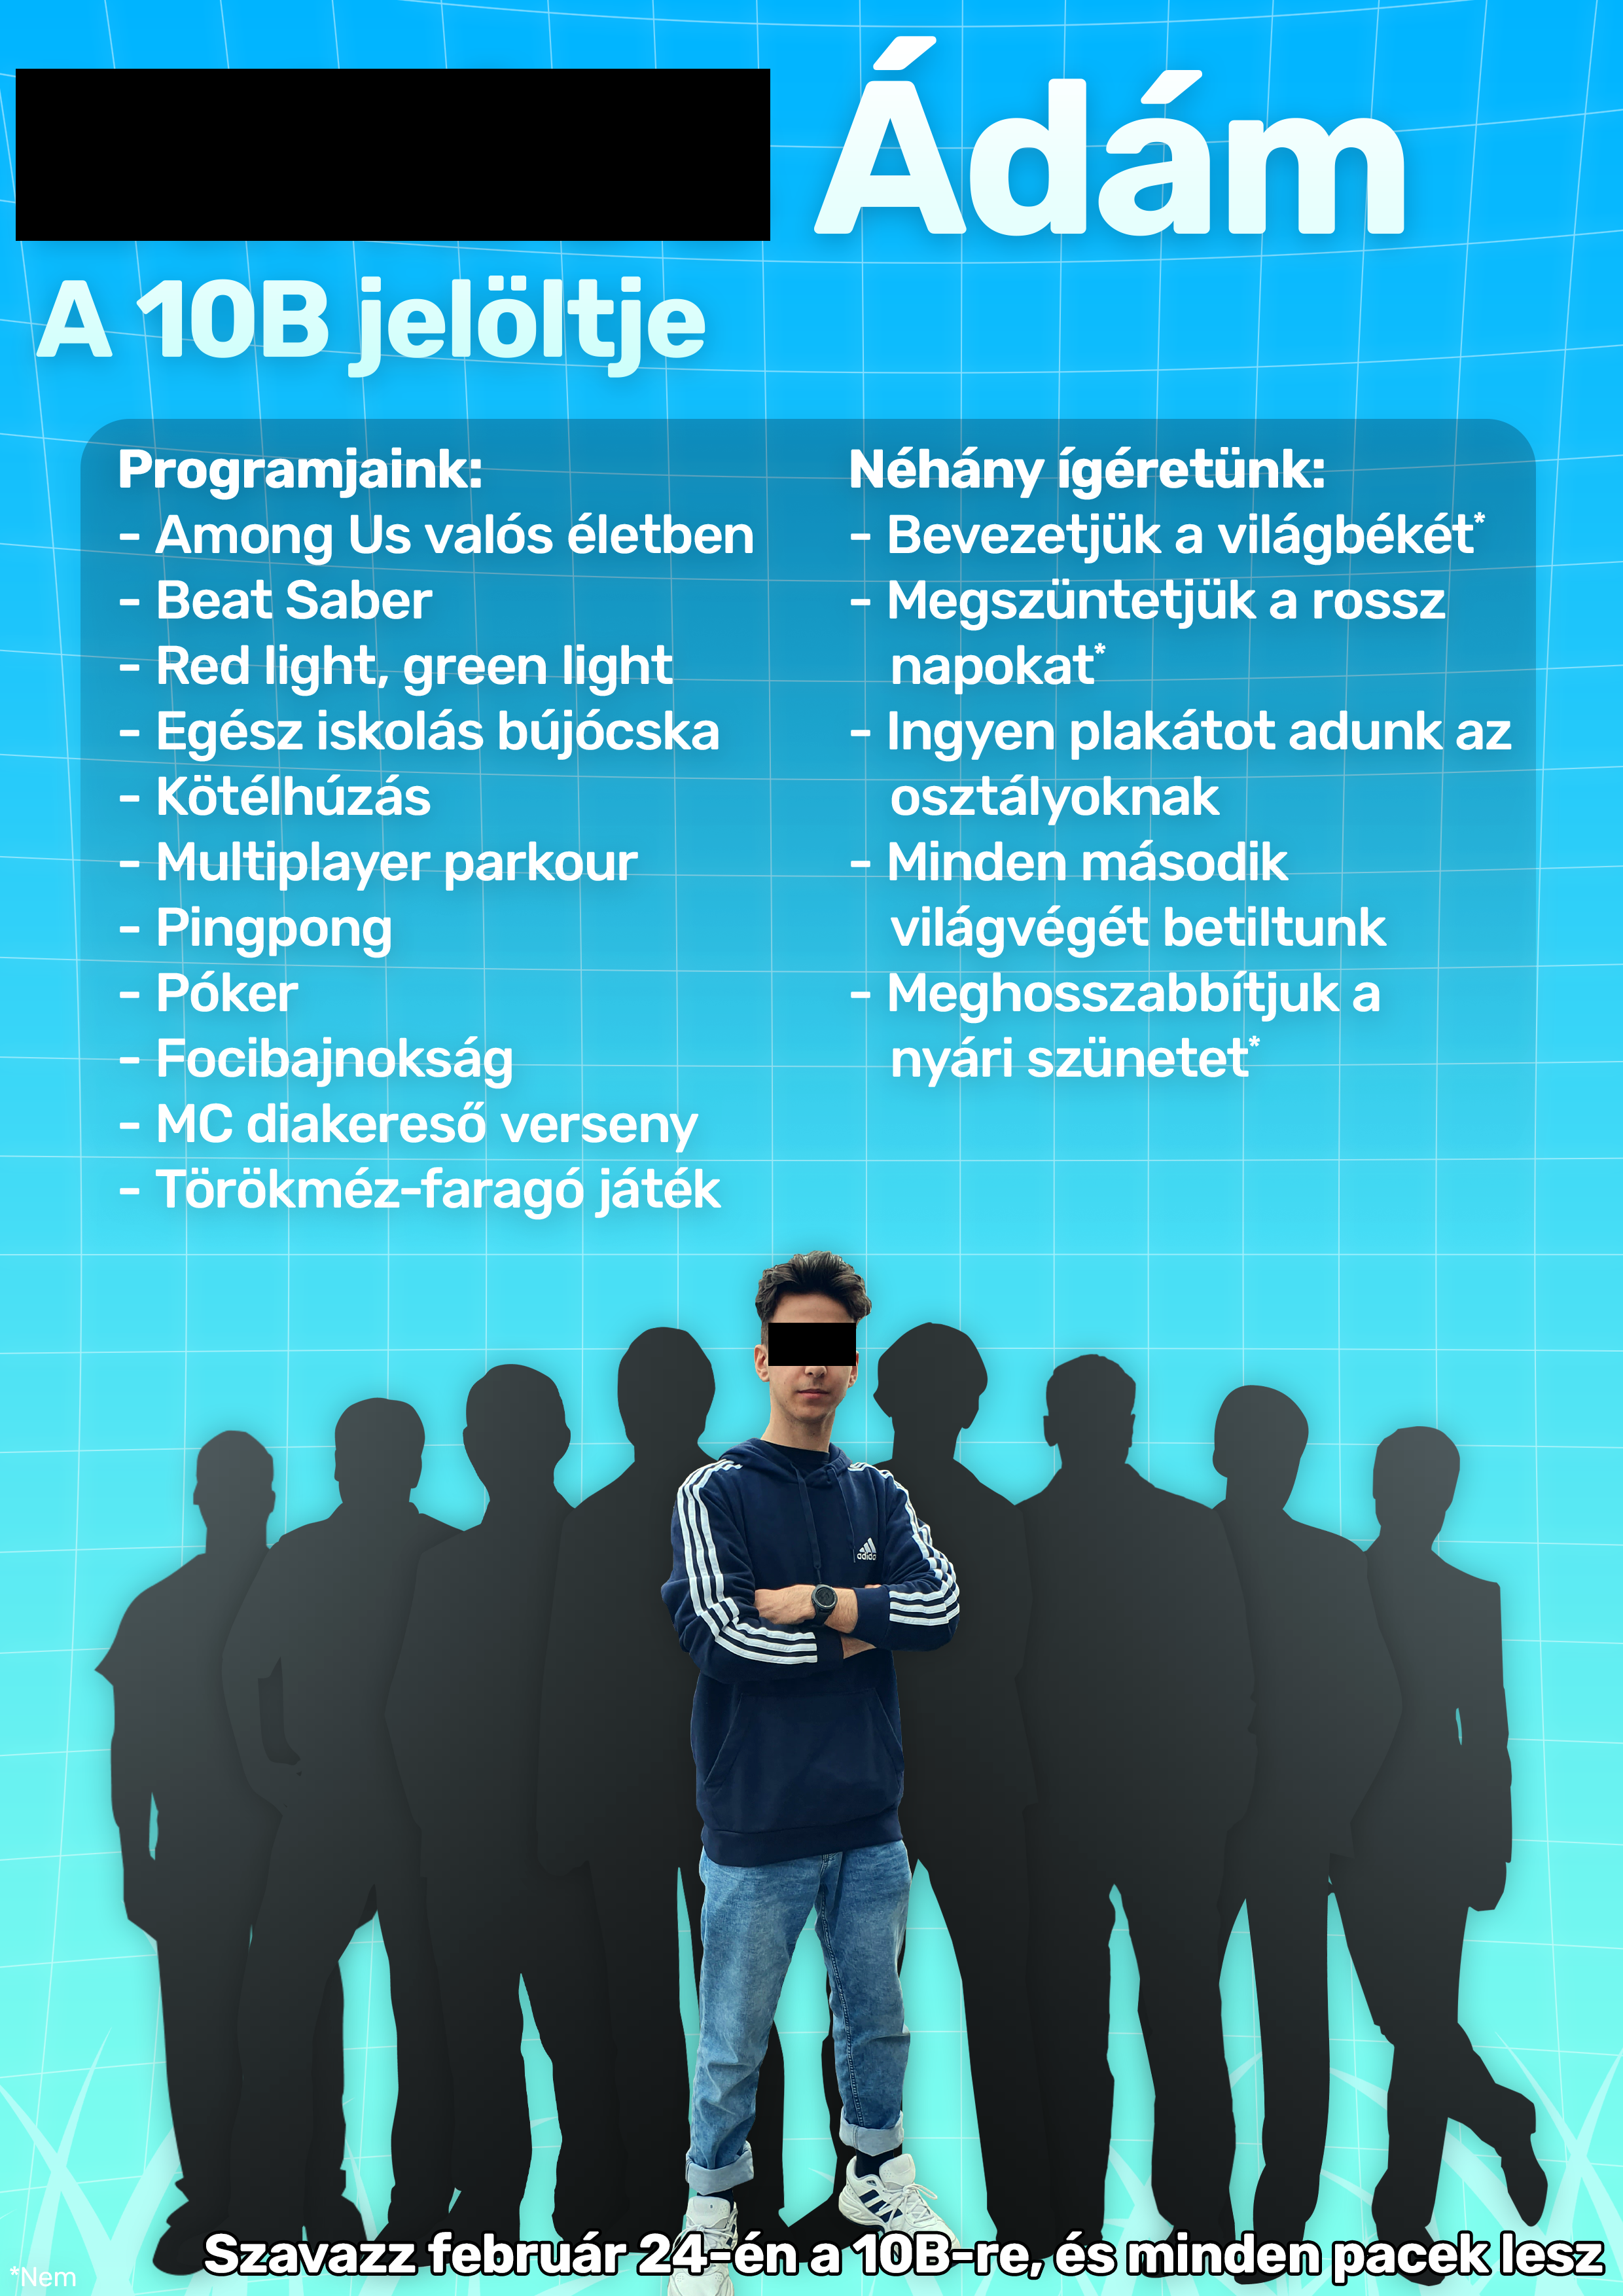 Ádám
A 10B jelöltje
Programjaink:
- Among Us valós életben
- Beat Saber
- Red light, green light
- Egész iskolás bújócska
- Kötélhúzás
- Multiplayer parkour
- Pingpong
- Póker
- Focibajnokság
- MC diakereső verseny
- Törökméz-faragó játék
Néhány ígéretünk:
- Bevezetjük a világbékét*
- Megszüntetjük a rossz
napokat*
- Ingyen plakátot adunk az
osztályoknak
- Minden második
világvégét betiltunk
- Meghosszabbítjuk a
nyári szünetet*
adidas
Szavazz február 24-én a 10B-re, és minden pacek lesz
*Nem